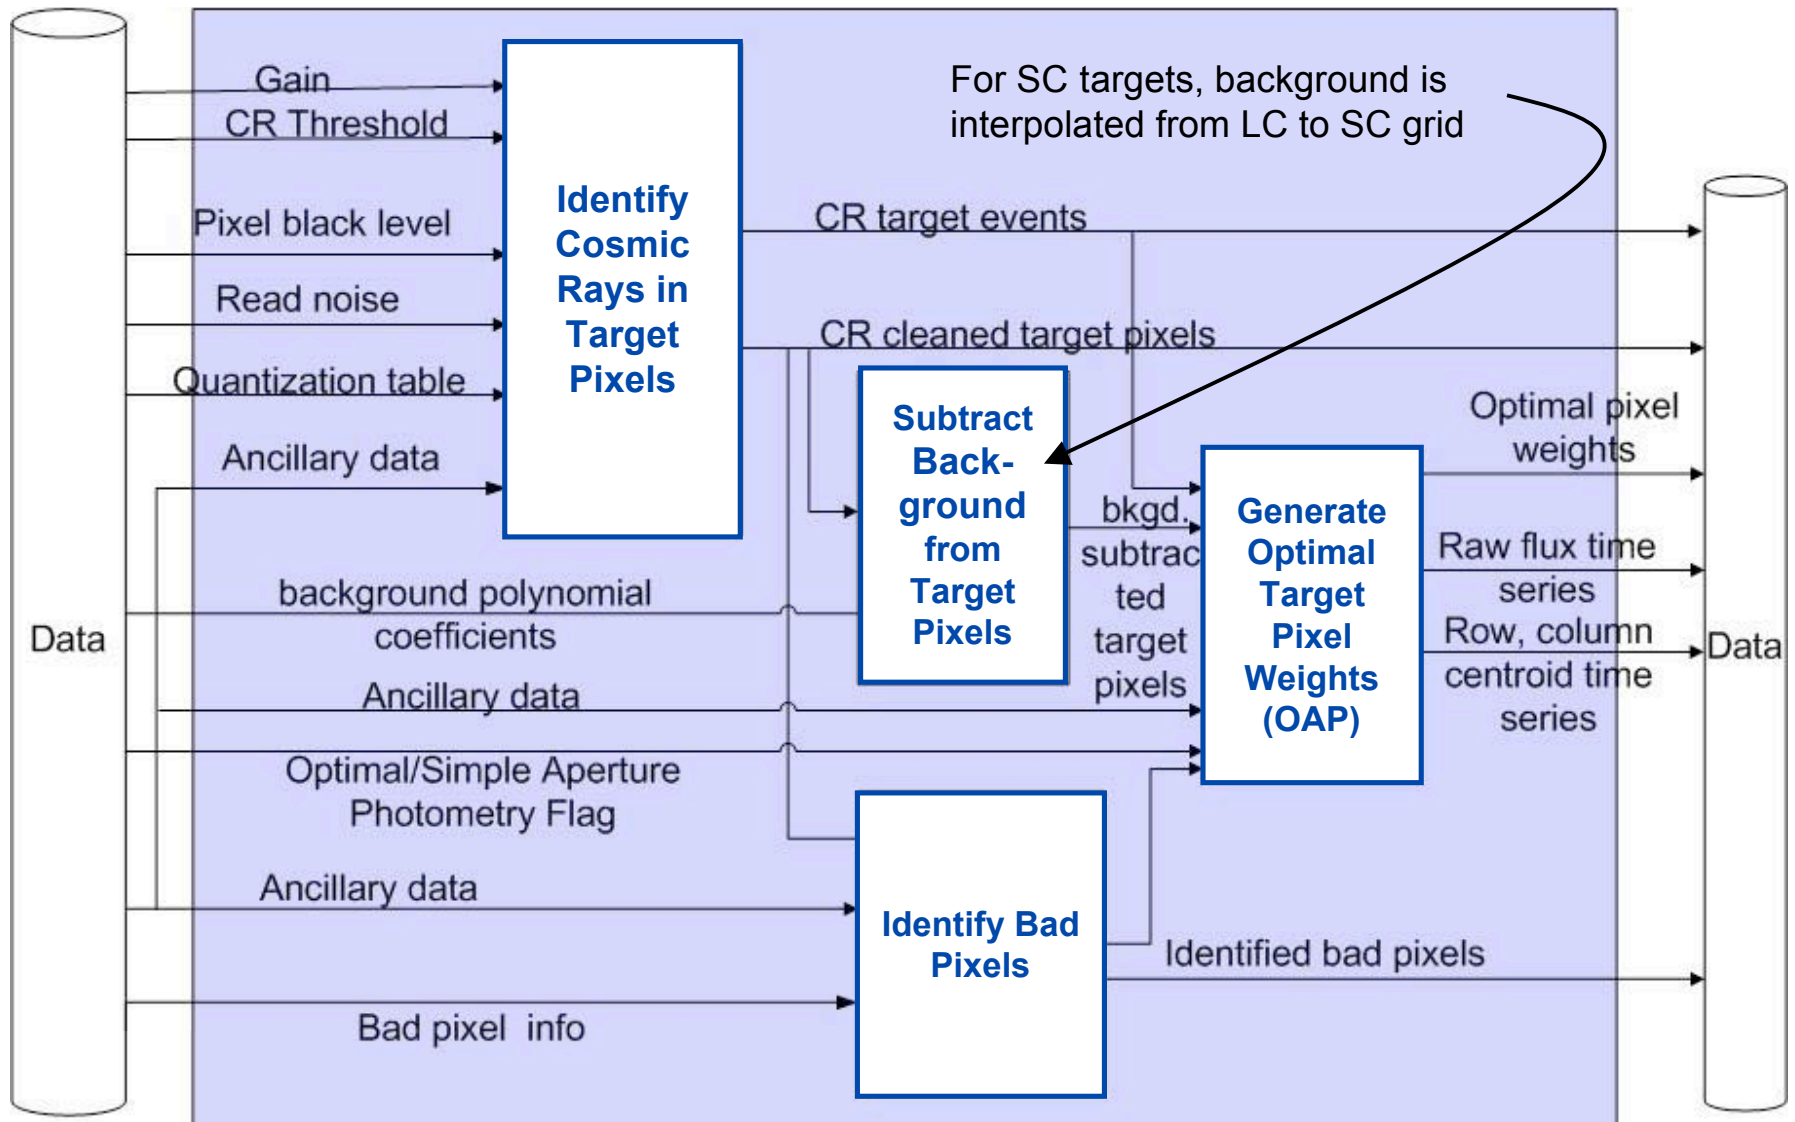 Gain
CR Threshold
Pixel black level
Read noise
Quantization table
Ancillary data
Identify
Cosmic
Rays in
Target
Pixels
For SC targets, background is
interpolated from LC to SC grid
CR target events
CR cleaned target pixels
Subtract
Back-
ground
from
Target
Pixels
bkgd.
subtrac
ted
target
pixels
Generate
Optimal
Target
Pixel
Weights
(OAP)
Optimal pixel
weights
Raw flux time
series
Row, column
centroid time
series
Data
Data
background polynomial
coefficients
Ancillary data
Optimal/Simple Aperture
Photometry Flag
Ancillary data
Bad pixel info
Identify Bad
Pixels
Identified bad pixels